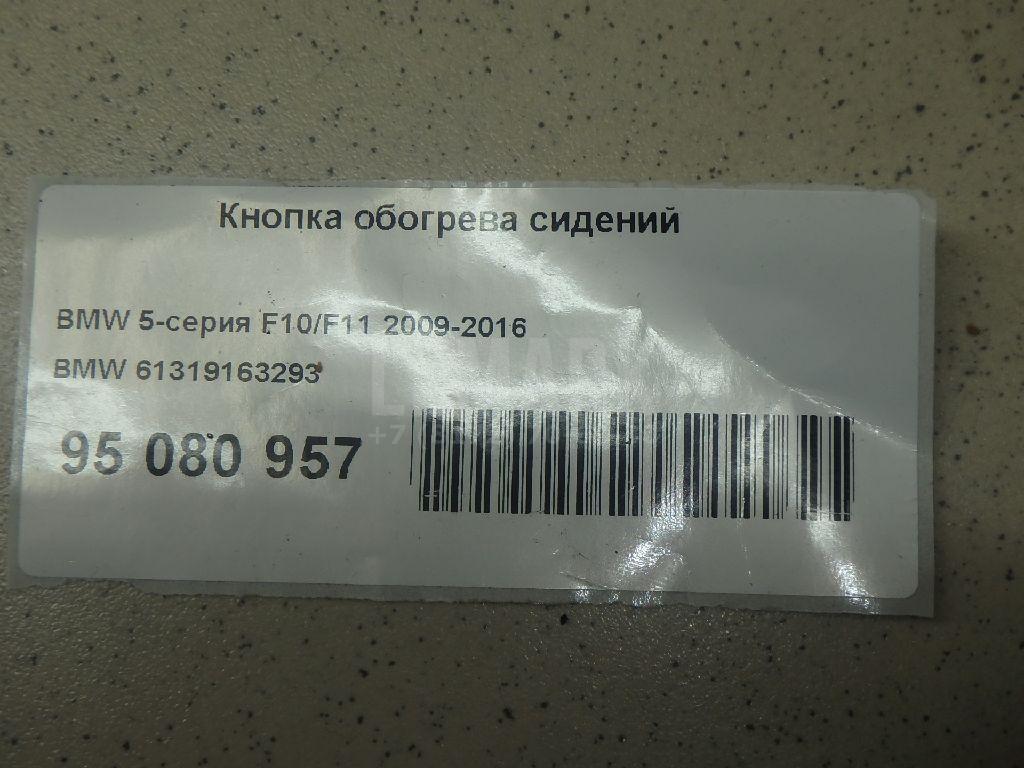 Кнопка обогрева сидений
BMW 5-серия F10/F11 2009-2016
BMW 61319163293
95 080 957